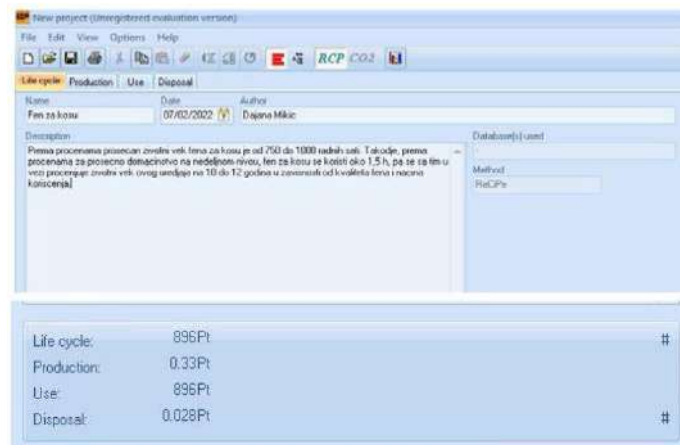 New project (Unregistered evaluation version)
File Edit View Options Help
RCP CO2
Life cycle Production Use Disposal
Name Date Author
Fen za kosu 07/02/2022 Dajana Mikic
Description Database(s) used
Prema procenama prosecan zivotni vek fena za kosu je od 750 do 1000 radnih sati. Takodje, prema
procenama za prosecno domacinstvo na nedeljnom nivou, fen za kosu se koristi oko 1,5 h, pa se sa tim u
vezi procenjuje zivotni vek ovog uredjaja na 10 do 12 godina u zavisnosti od kvaliteta fena i nacina
koriscenja.
Method
ReCiPe
Life cycle: 896Pt #
Production: 0.33Pt
Use: 896Pt
Disposal: 0.028Pt #